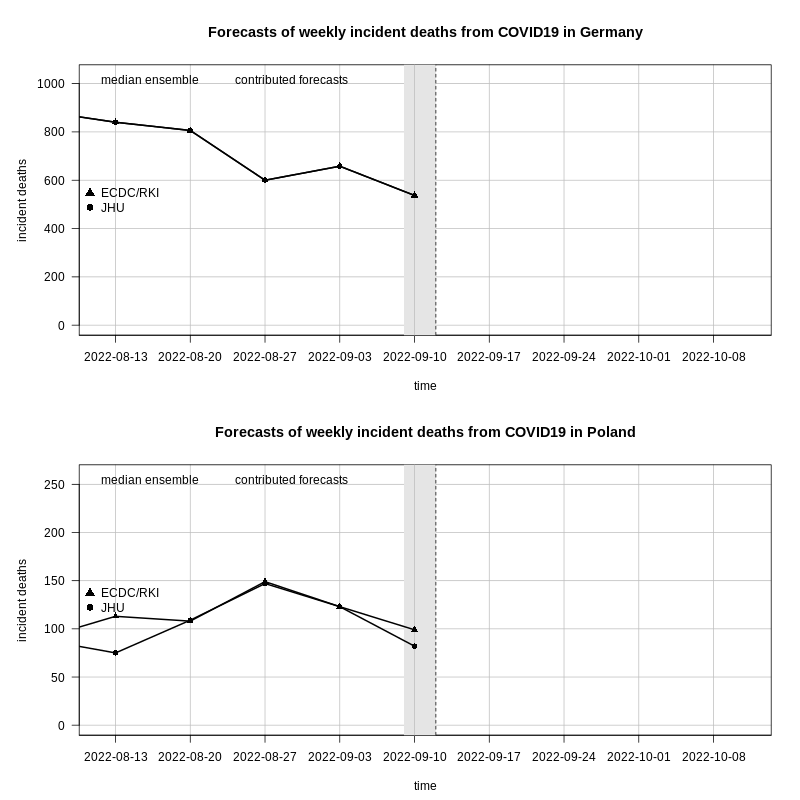 Forecasts of weekly incident deaths from COVID19 in Germany
median ensemble contributed forecasts
1000
800
600
400
200
0
incident deaths
ECDC/RKI
JHU
2022-08-13 2022-08-20 2022-08-27 2022-09-03 2022-09-10 2022-09-17 2022-09-24 2022-10-01 2022-10-08
time
Forecasts of weekly incident deaths from COVID19 in Poland
median ensemble contributed forecasts
250
200
150
100
50
0
incident deaths
ECDC/RKI
JHU
2022-08-13 2022-08-20 2022-08-27 2022-09-03 2022-09-10 2022-09-17 2022-09-24 2022-10-01 2022-10-08
time